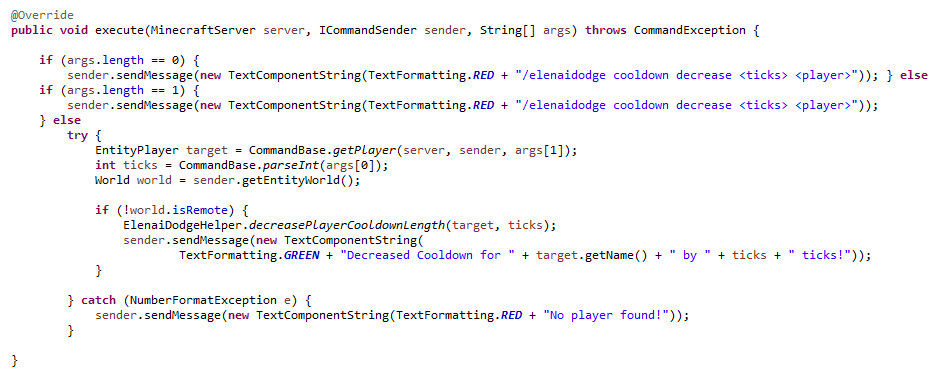 @Override
public void execute(MinecraftServer server, ICommandSender sender, String[] args) throws CommandException {

    if (args.length == 0) {
        sender.sendMessage(new TextComponentString(TextFormatting.RED + "/elenaidodge cooldown decrease <ticks> <player>")); } else
    if (args.length == 1) {
        sender.sendMessage(new TextComponentString(TextFormatting.RED + "/elenaidodge cooldown decrease <ticks> <player>"));
    } else
        try {
            EntityPlayer target = CommandBase.getPlayer(server, sender, args[1]);
            int ticks = CommandBase.parseInt(args[0]);
            World world = sender.getEntityWorld();

            if (!world.isRemote) {
                ElenaiDodgeHelper.decreasePlayerCooldownLength(target, ticks);
                sender.sendMessage(new TextComponentString(
                        TextFormatting.GREEN + "Decreased Cooldown for " + target.getName() + " by " + ticks + " ticks!"));
            }

        } catch (NumberFormatException e) {
            sender.sendMessage(new TextComponentString(TextFormatting.RED + "No player found!"));
        }

}